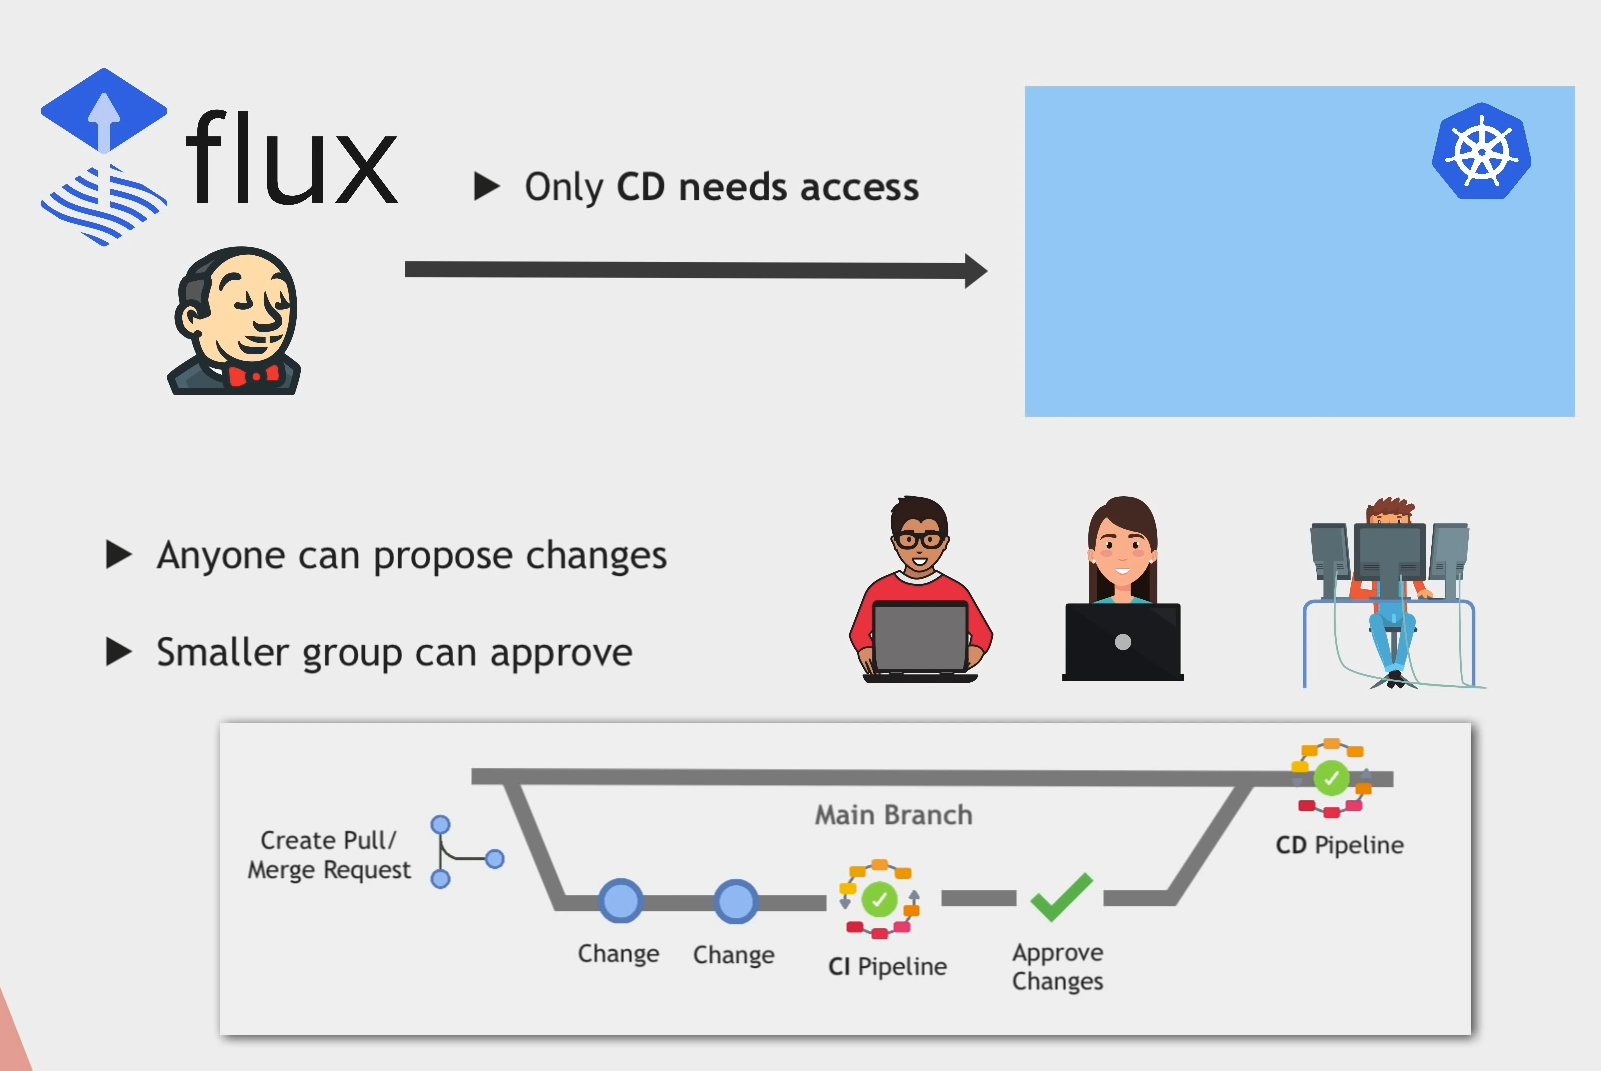 flux
Only CD needs access
Anyone can propose changes
Smaller group can approve
Create Pull/
Merge Request
Main Branch
Change
Change
CI Pipeline
Approve
Changes
CD Pipeline